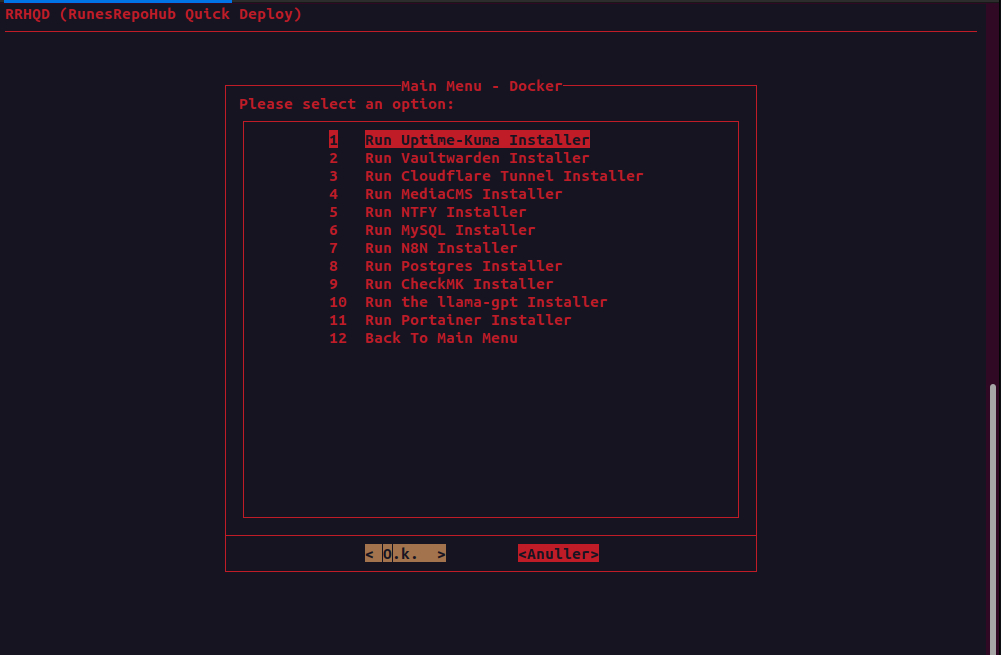 RRHQD (RunesRepoHub Quick Deploy)
Main Menu - Docker
Please select an option:
1 Run Uptime-Kuma Installer
2 Run Vaultwarden Installer
3 Run Cloudflare Tunnel Installer
4 Run MediaCMS Installer
5 Run NTFY Installer
6 Run MySQL Installer
7 Run N8N Installer
8 Run Postgres Installer
9 Run CheckMK Installer
10 Run the llama-gpt Installer
11 Run Portainer Installer
12 Back To Main Menu
< O.k. > <Anuller>